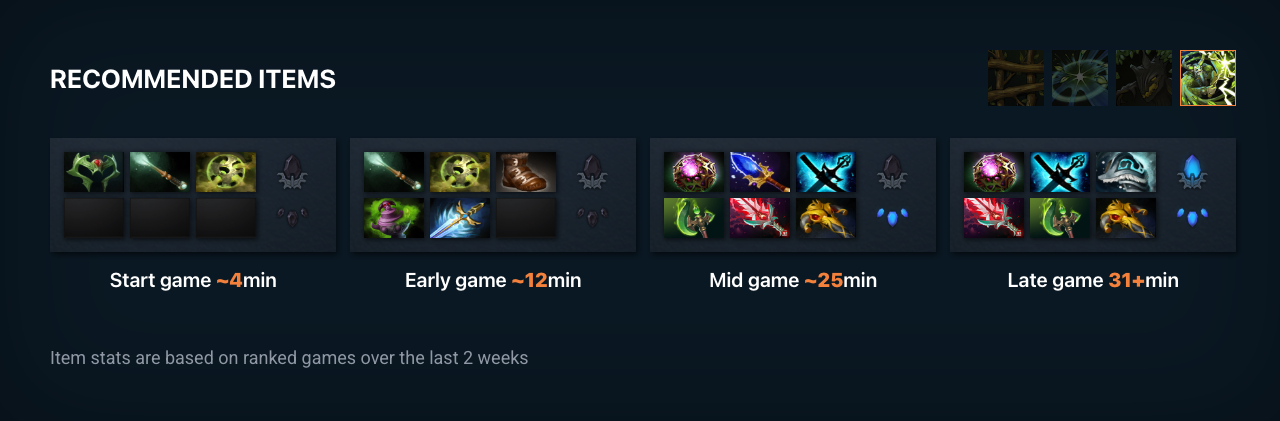 RECOMMENDED ITEMS
Start game ~4min
Early game ~12min
Mid game ~25min
Late game 31+min
Item stats are based on ranked games over the last 2 weeks